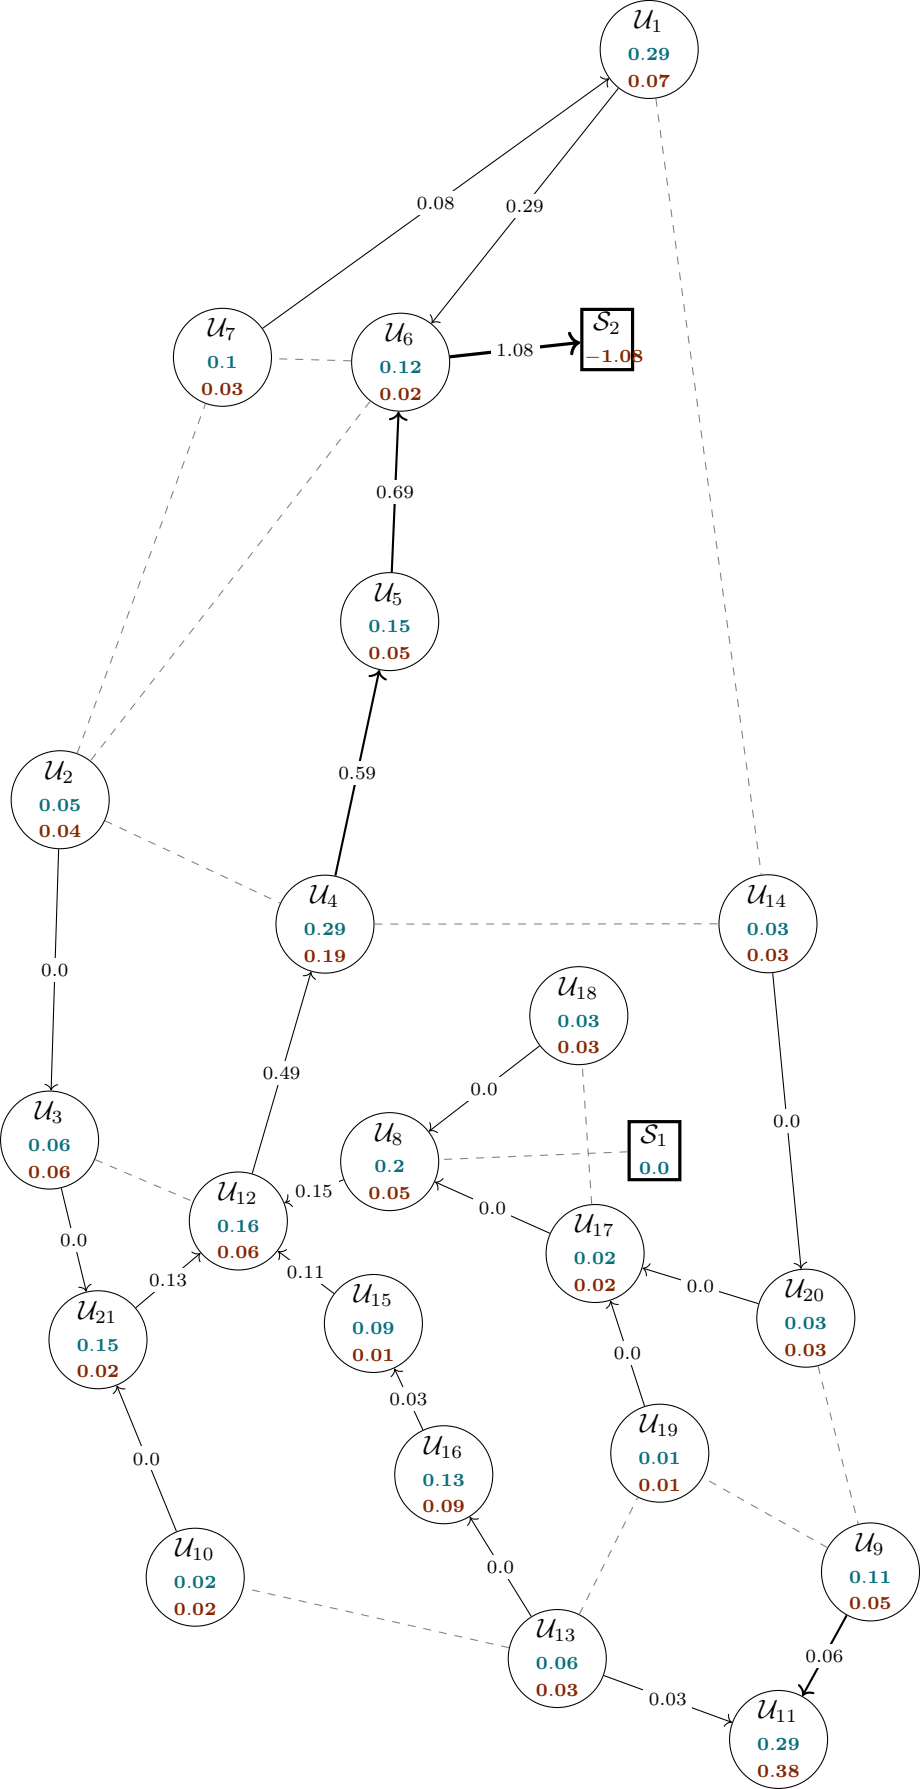 𝒰1
0.29
0.07
0.08
0.29
𝒰7
0.1
0.03
𝒰6
0.12
0.02
1.08
𝒮2
−1.08
0.69
𝒰5
0.15
0.05
0.59
𝒰2
0.05
0.04
𝒰4
0.29
0.19
𝒰14
0.03
0.03
0.0
𝒰18
0.03
0.03
0.49
0.0
0.0
𝒰3
0.06
0.06
𝒰8
0.2
0.05
𝒮1
0.0
𝒰12
0.16
0.06
0.15
0.0
𝒰17
0.02
0.02
0.0
0.13
0.11
0.0
𝒰20
0.03
0.03
𝒰21
0.15
0.02
𝒰15
0.09
0.01
0.0
0.03
𝒰19
0.01
0.01
𝒰16
0.13
0.09
0.0
𝒰10
0.02
0.02
0.0
𝒰9
0.11
0.05
𝒰13
0.06
0.03
0.06
0.03
𝒰11
0.29
0.38